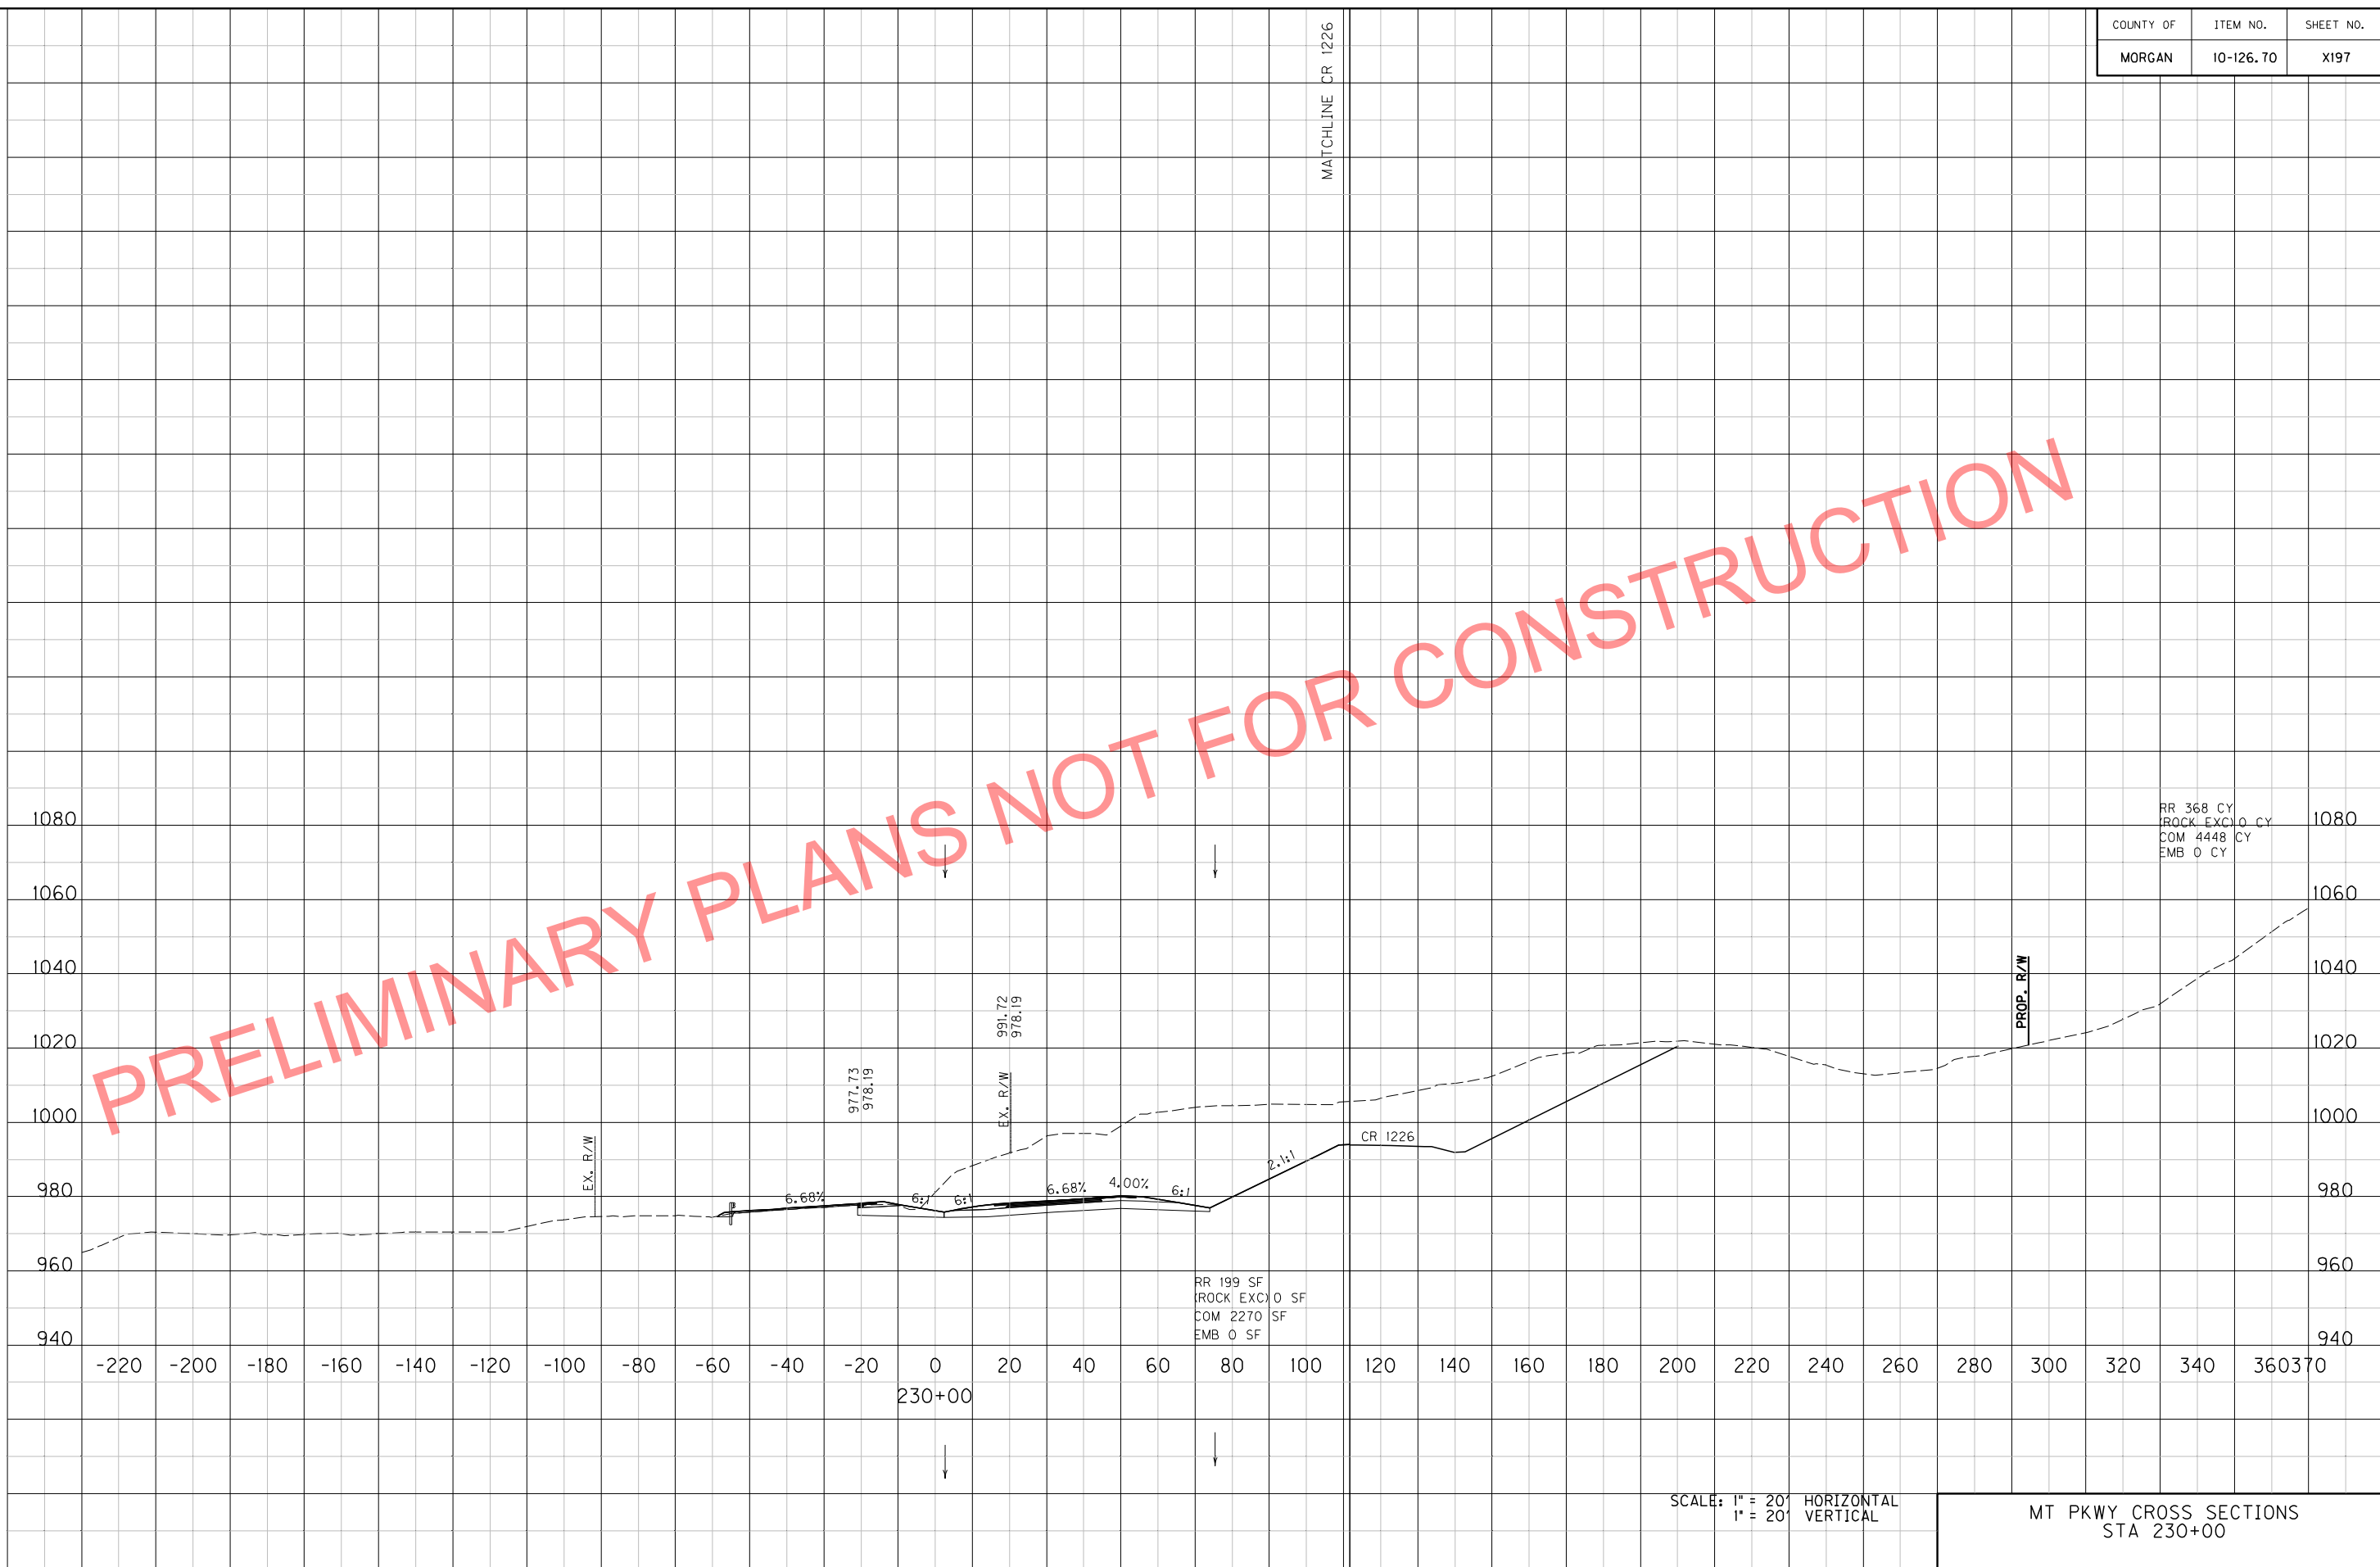 COUNTY OF ITEM NO. SHEET NO.
MORGAN 10-126.70 X197
MATCHLINE CR 1226
PRELIMINARY PLANS NOT FOR CONSTRUCTION
RR 368 CY
(ROCK EXC) 0 CY
COM 4448 CY
EMB 0 CY
1080 1080
1060 1060
1040 1040
1020 1020
1000 1000
980 980
960 960
940 940
PROP. R/W
991.72
978.19
EX. R/W
977.73
978.19
EX. R/W
CR 1226
2.1:1
6.68% 6:1 6:1 6.68% 4.00% 6:1
RR 199 SF
(ROCK EXC) 0 SF
COM 2270 SF
EMB 0 SF
-220 -200 -180 -160 -140 -120 -100 -80 -60 -40 -20 0 20 40 60 80 100 120 140 160 180 200 220 240 260 280 300 320 340 360 370
230+00
SCALE: 1" = 20' HORIZONTAL
1" = 20' VERTICAL
MT PKWY CROSS SECTIONS
STA 230+00